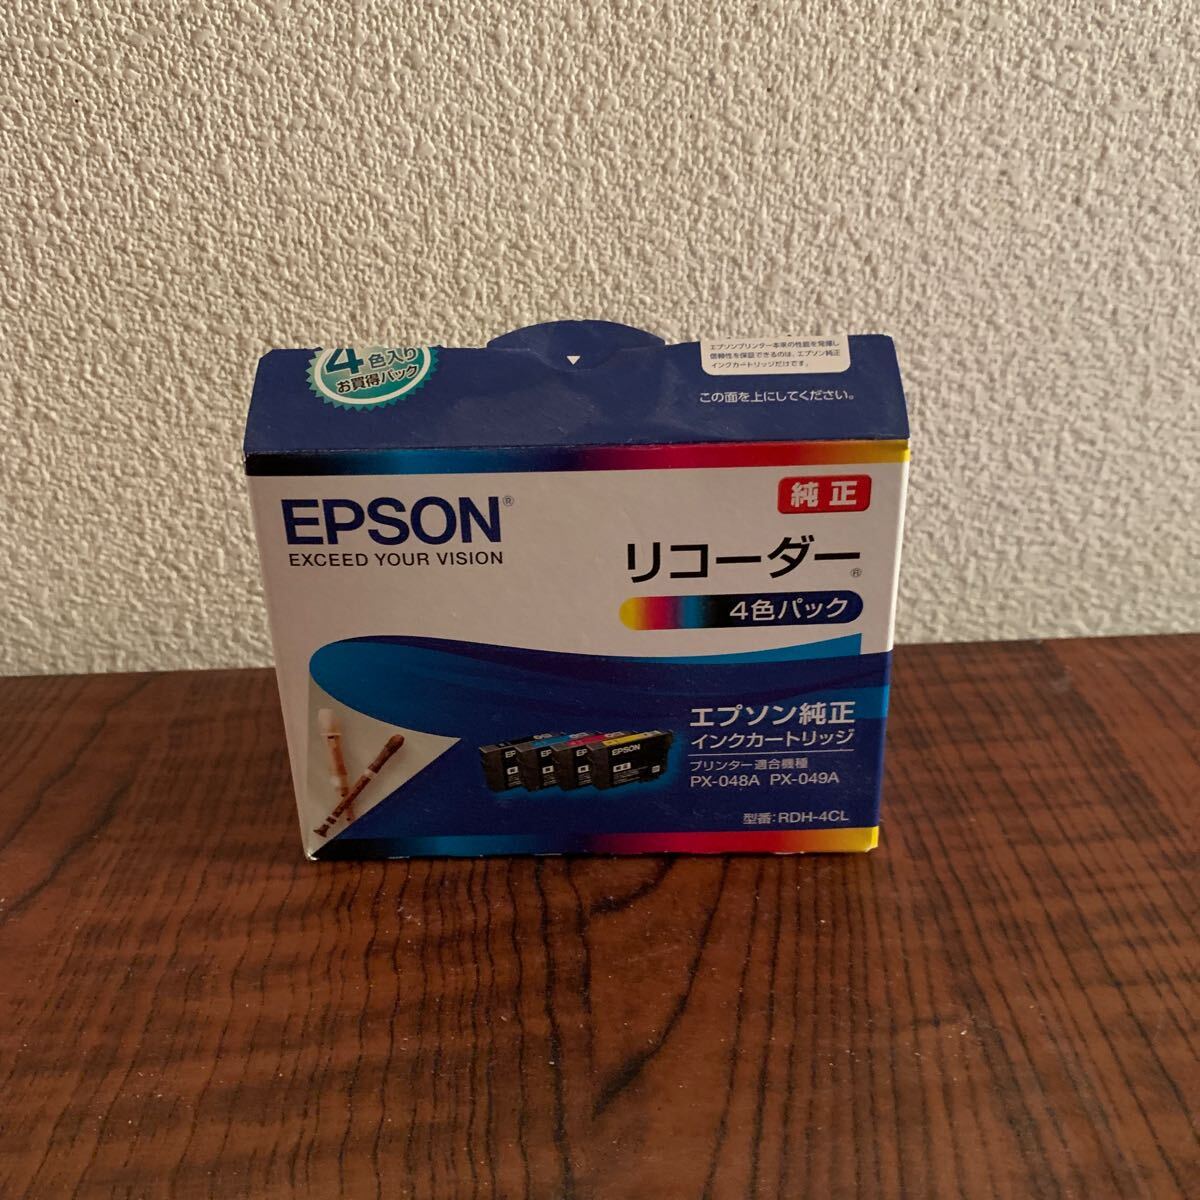 4色入り
お買得パック
エプソンプリンター本来の性能を発揮し
信頼性を保証できるのは、エプソン純正
インクカートリッジだけです。
この面を上にしてください。
EPSON®
EXCEED YOUR VISION
純正
リコーダー®
4色パック
エプソン純正
インクカートリッジ
プリンター適合機種
PX-048A PX-049A
型番:RDH-4CL
EP
EP
EPSON